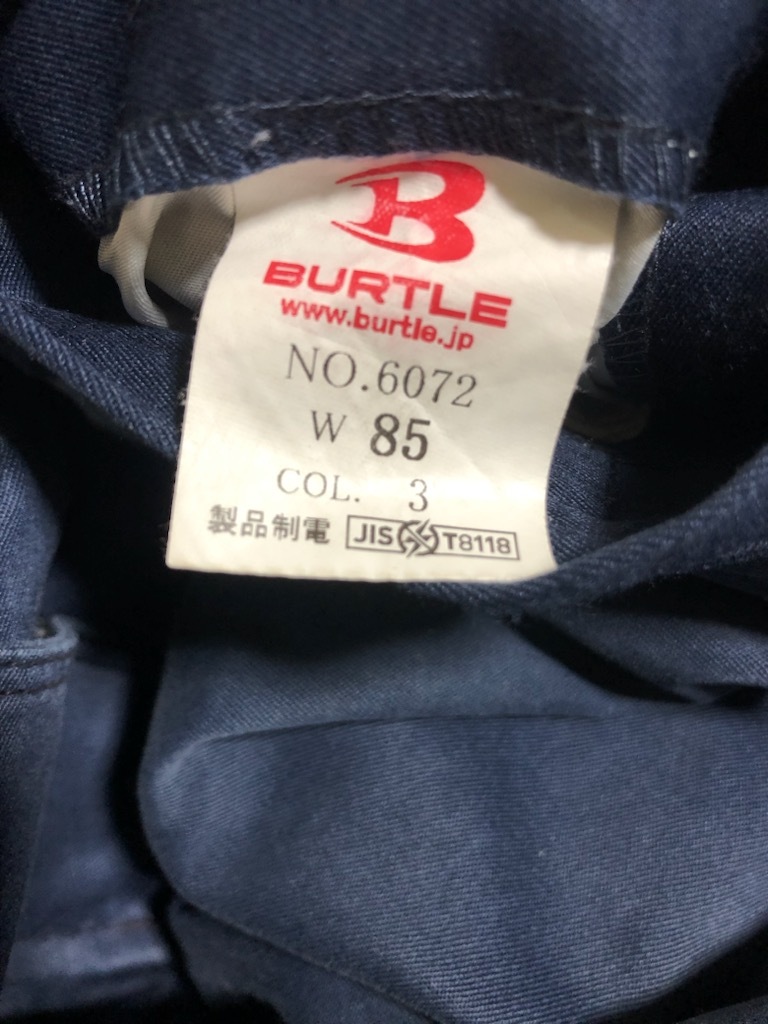 B
BURTLE
www.burtle.jp
NO.6072
W 85
COL. 3
製品制電 JIS T8118